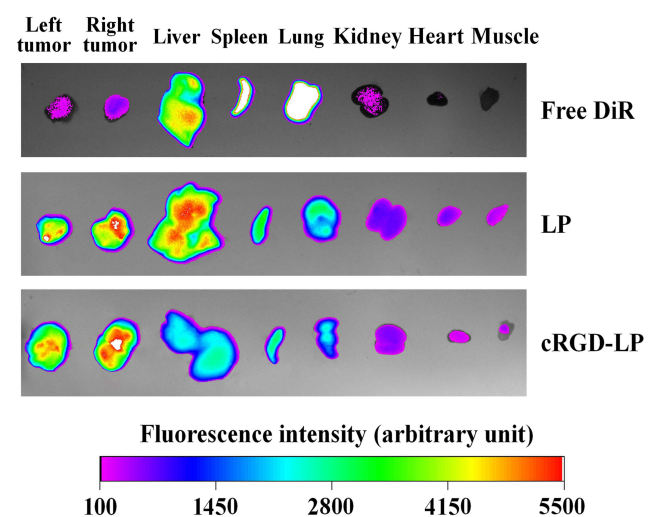 Left tumor Right tumor Liver Spleen Lung Kidney Heart Muscle
Free DiR
LP
cRGD-LP
Fluorescence intensity (arbitrary unit)
100 1450 2800 4150 5500